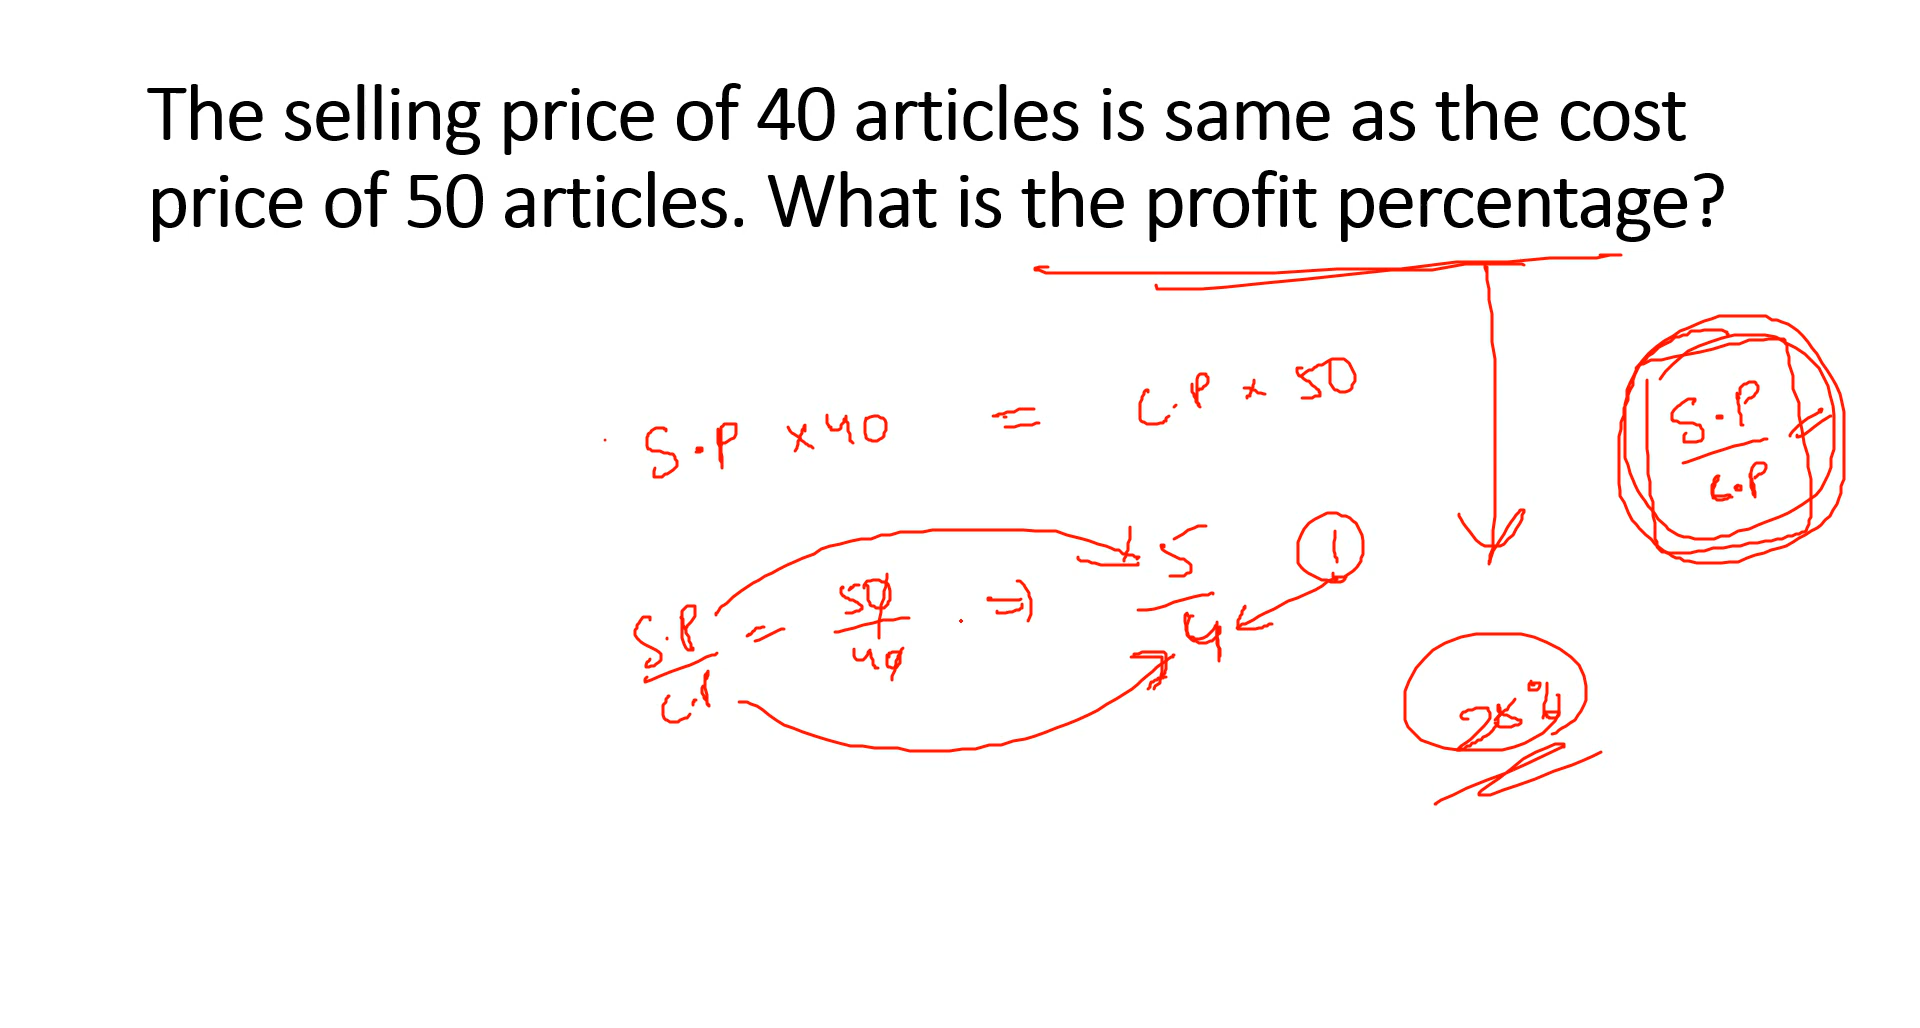 The selling price of 40 articles is same as the cost
price of 50 articles. What is the profit percentage?
S.P x 40 = C.P x 50
S.P
C.P
S.P = 50 . ⇒ 5
C.P 40 4
1